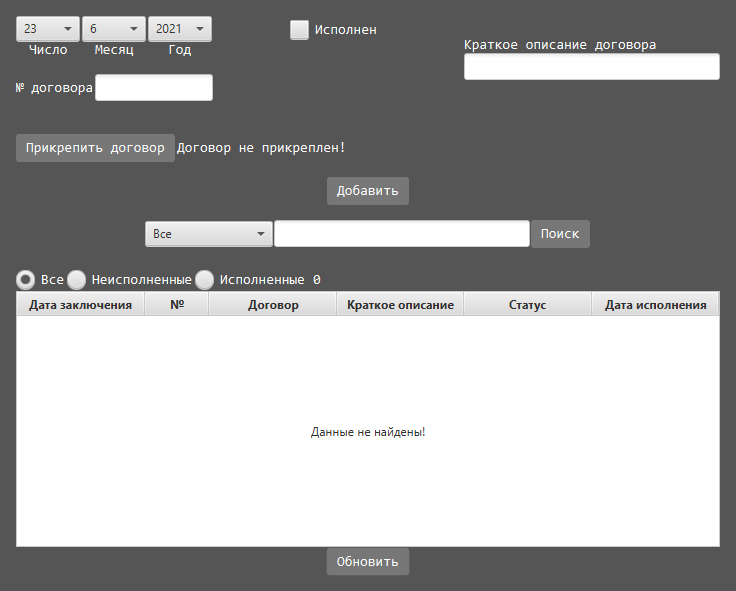 23 6 2021
Число Месяц Год
Исполнен
Краткое описание договора
№ договора
Прикрепить договор Договор не прикреплен!
Добавить
Все Поиск
Все Неисполненные Исполненные 0
Дата заключения № Договор Краткое описание Статус Дата исполнения
Данные не найдены!
Обновить